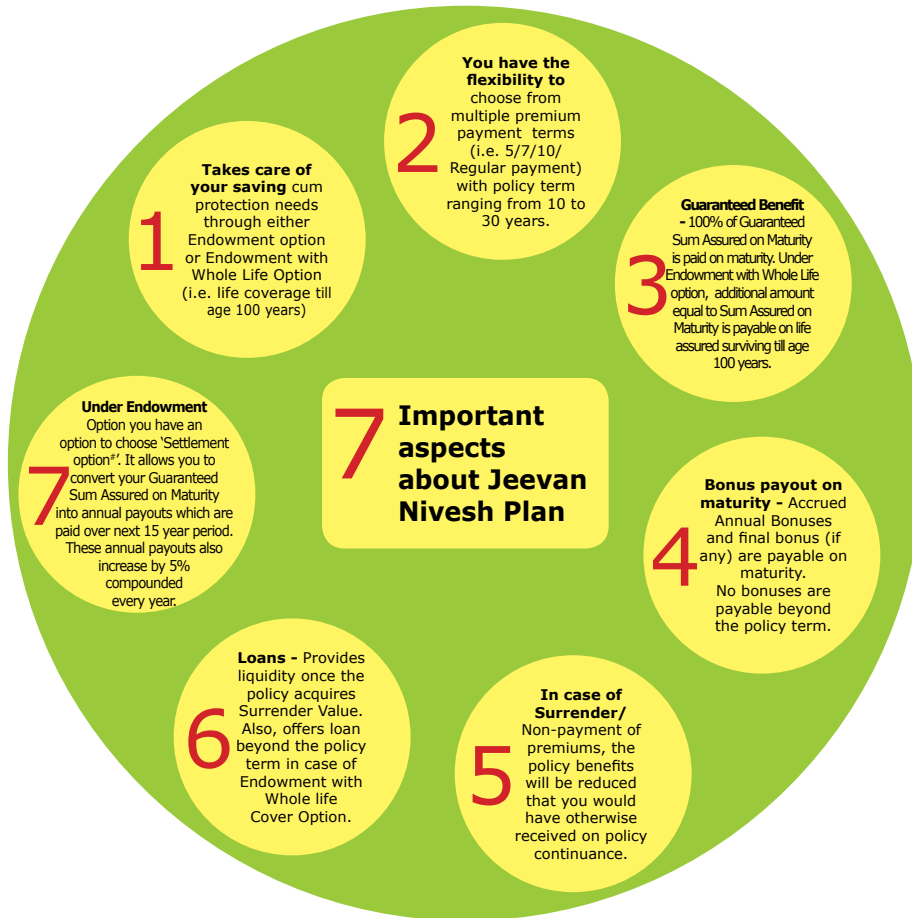 7
Important
aspects
about Jeevan
Nivesh Plan
1
Takes care of
your saving cum
protection needs
through either
Endowment option
or Endowment with
Whole Life Option
(i.e. life coverage till
age 100 years)
2
You have the
flexibility to
choose from
multiple premium
payment terms
(i.e. 5/7/10/
Regular payment)
with policy term
ranging from 10 to
30 years.
3
Guaranteed Benefit
- 100% of Guaranteed
Sum Assured on Maturity
is paid on maturity. Under
Endowment with Whole Life
option, additional amount
equal to Sum Assured on
Maturity is payable on life
assured surviving till age
100 years.
4
Bonus payout on
maturity - Accrued
Annual Bonuses
and final bonus (if
any) are payable on
maturity.
No bonuses are
payable beyond
the policy term.
5
In case of
Surrender/
Non-payment of
premiums, the
policy benefits
will be reduced
that you would
have otherwise
received on policy
continuance.
6
Loans - Provides
liquidity once the
policy acquires
Surrender Value.
Also, offers loan
beyond the policy
term in case of
Endowment with
Whole life
Cover Option.
7
Under Endowment
Option you have an
option to choose ‘Settlement
option#’. It allows you to
convert your Guaranteed
Sum Assured on Maturity
into annual payouts which are
paid over next 15 year period.
These annual payouts also
increase by 5%
compounded
every year.